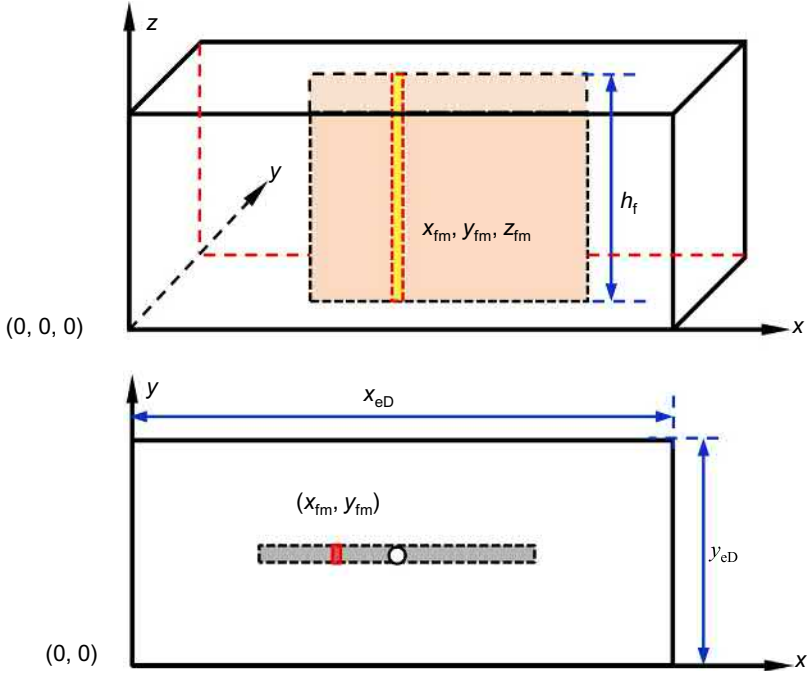 z
y
h_f
x_fm, y_fm, z_fm
(0, 0, 0)
x
y
x_eD
(x_fm, y_fm)
y_eD
(0, 0)
x